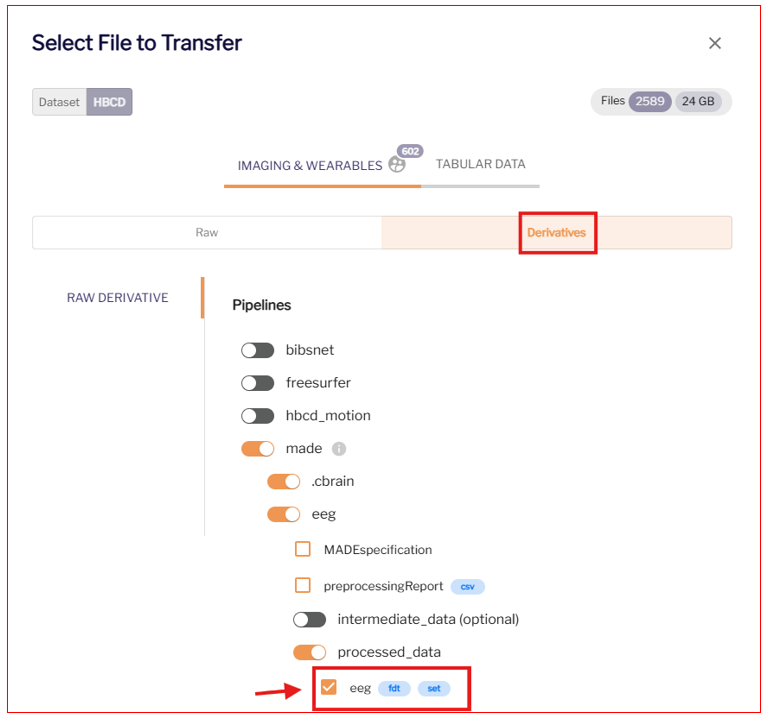 Select File to Transfer
Dataset HBCD
Files 2589 24 GB
602
IMAGING & WEARABLES
TABULAR DATA
Raw
Derivatives
RAW DERIVATIVE
Pipelines
bibsnet
freesurfer
hbcd_motion
made
.cbrain
eeg
MADEspecification
preprocessingReport csv
intermediate_data (optional)
processed_data
eeg fdt set